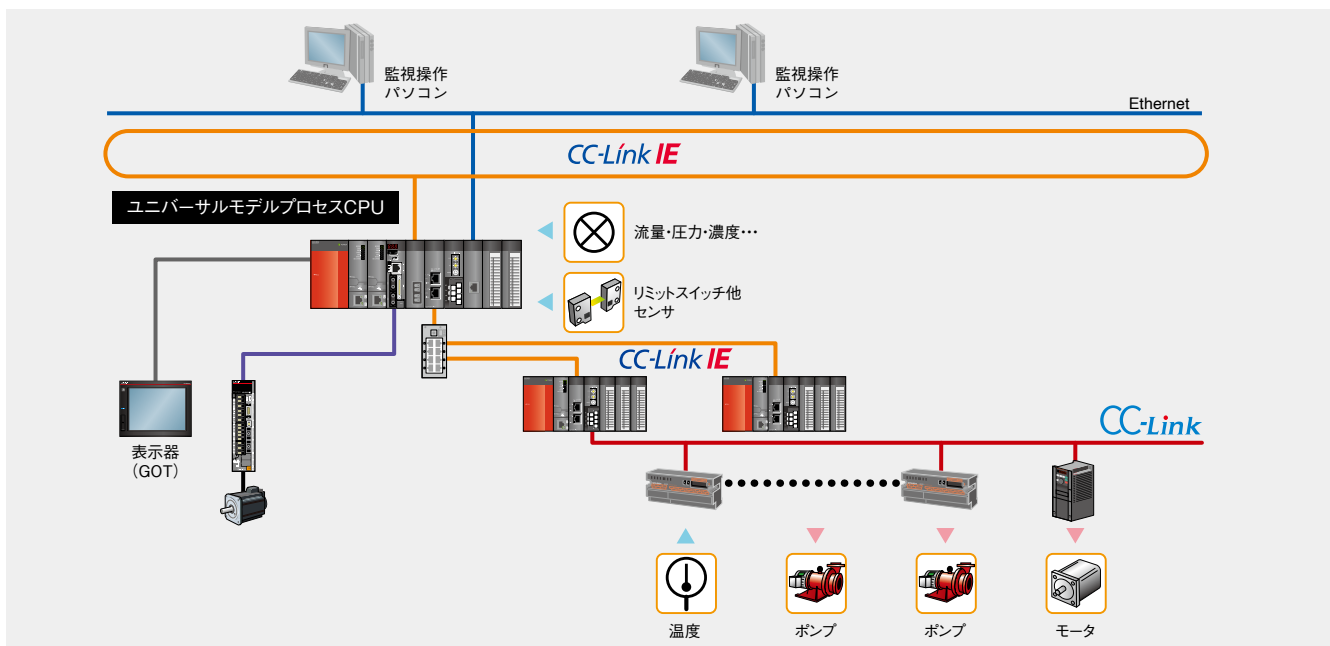 監視操作
パソコン
監視操作
パソコン
Ethernet
CC-Link IE
ユニバーサルモデルプロセスCPU
流量・圧力・濃度…
リミットスイッチ他
センサ
CC-Link IE
CC-Link
表示器
（GOT）
温度
ポンプ
ポンプ
モータ